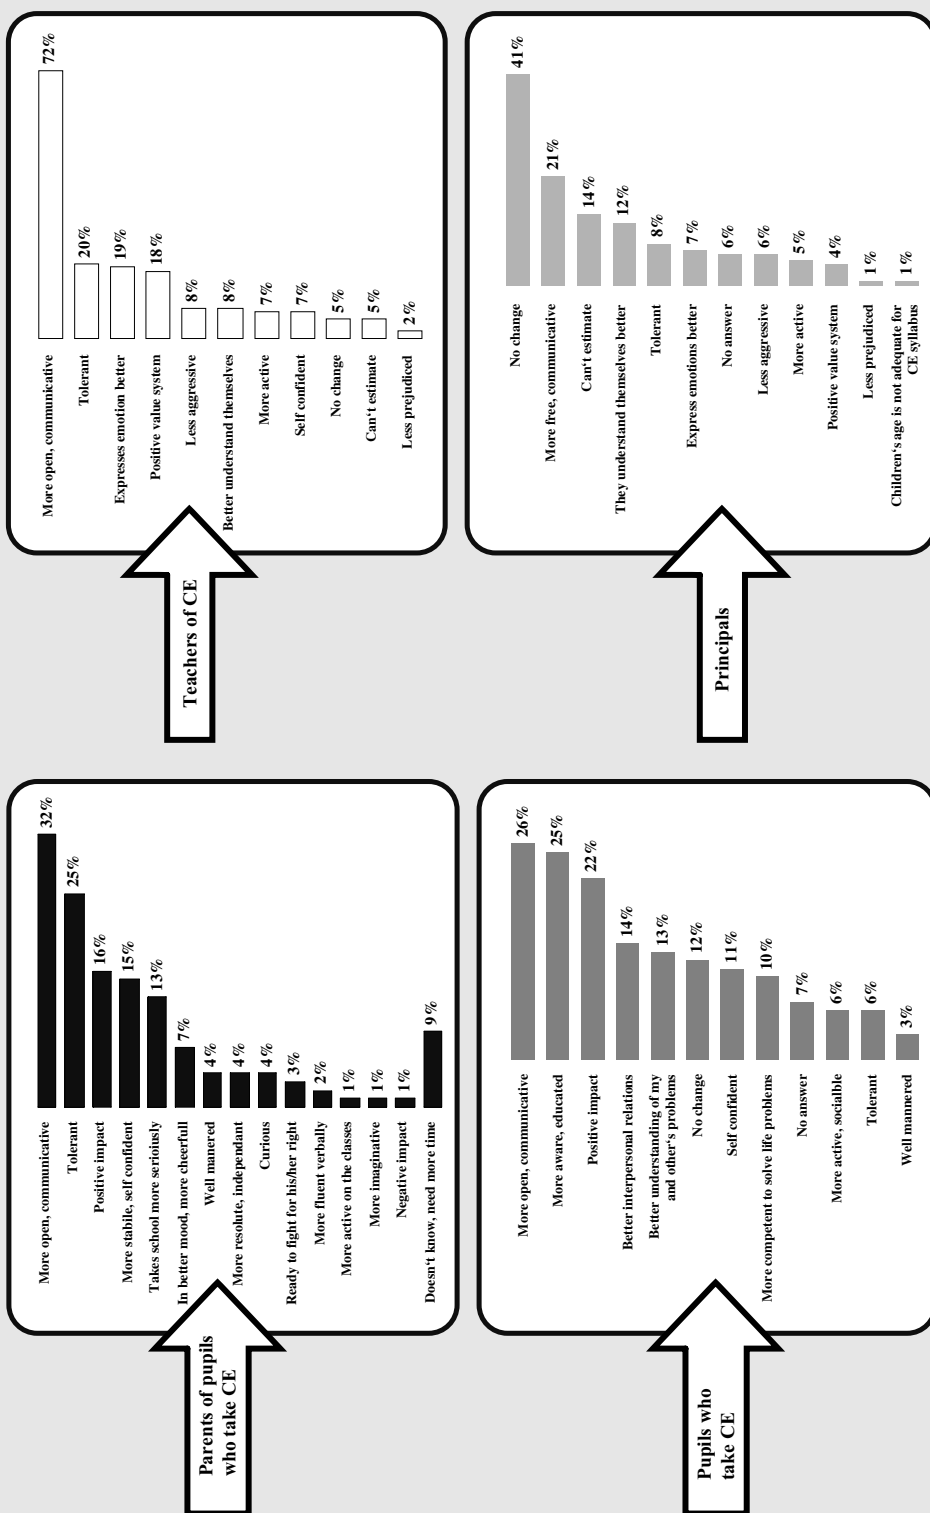 Parents of pupils
who take CE
More open, communicative 32%
Tolerant 25%
Positive impact 16%
More stabile, self confident 15%
Takes school more serioiusly 13%
In better mood, more cheerfull 7%
Well manered 4%
More resolute, independant 4%
Curious 4%
Ready to fight for his/her right 3%
More fluent verbally 2%
More active on the classes 1%
More imaginative 1%
Negative impact 1%
Doesn't know, need more time 9%
Teachers of CE
More open, communicative 72%
Tolerant 20%
Expresses emotion better 19%
Positive value system 18%
Less aggressive 8%
Better understand themselves 8%
More active 7%
Self confident 7%
No change 5%
Can't estimate 5%
Less prejudiced 2%
Pupils who
take CE
More open, communicative 26%
More aware, educated 25%
Positive impact 22%
Better interpersonal relations 14%
Better understanding of my
and other's problems 13%
No change 12%
Self confident 11%
More competent to solve life problems 10%
No answer 7%
More active, socialble 6%
Tolerant 6%
Well mannered 3%
Principals
No change 41%
More free, communicative 21%
Can't estimate 14%
They understand themselves better 12%
Tolerant 8%
Express emotions better 7%
No answer 6%
Less aggressive 6%
More active 5%
Positive value system 4%
Less prejudiced 1%
Children's age is not adequate for
CE syllabus 1%